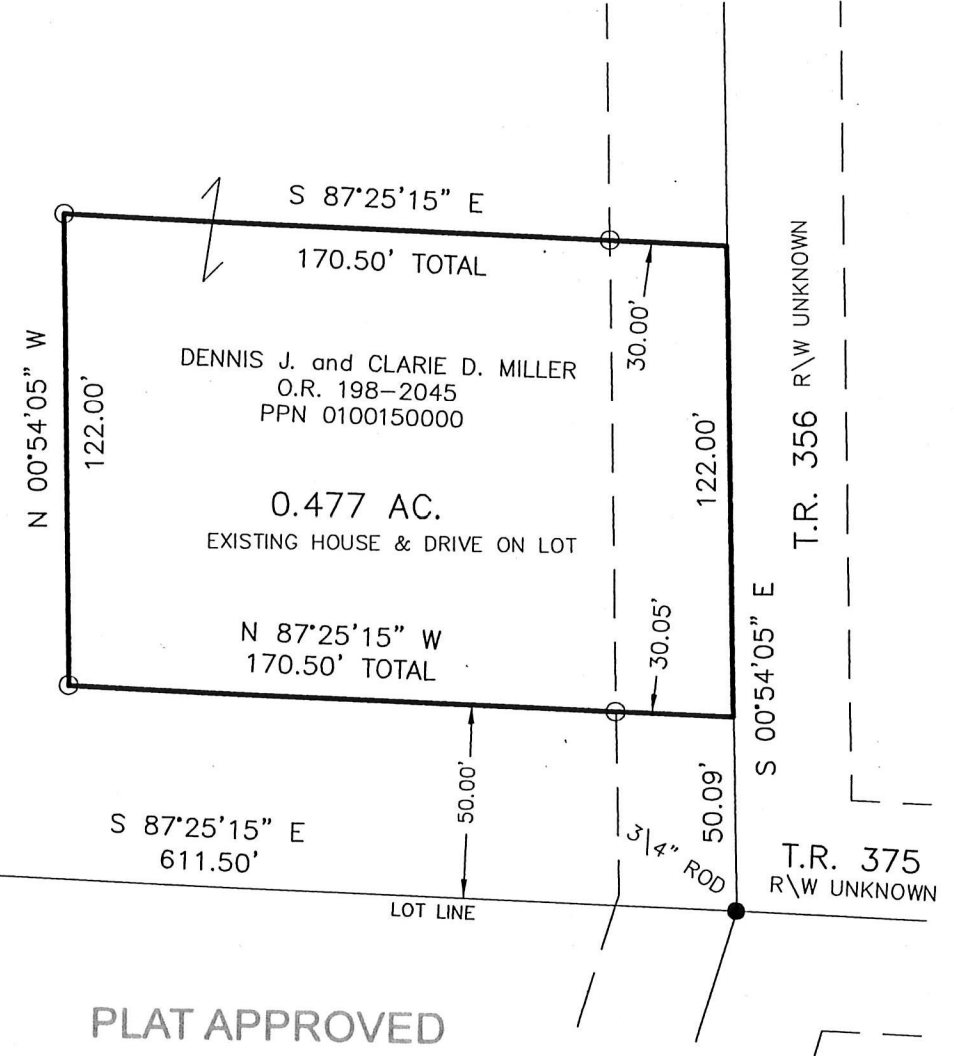 S 87°25'15" E
170.50' TOTAL
30.00'
T.R. 356 R\W UNKNOWN
N 00°54'05" W
122.00'
DENNIS J. and CLARIE D. MILLER
O.R. 198-2045
PPN 0100150000
122.00'
0.477 AC.
EXISTING HOUSE & DRIVE ON LOT
N 87°25'15" W
170.50' TOTAL
30.05'
S 00°54'05" E
50.00'
50.09'
S 87°25'15" E
611.50'
3/4" ROD
T.R. 375
R\W UNKNOWN
LOT LINE
PLAT APPROVED